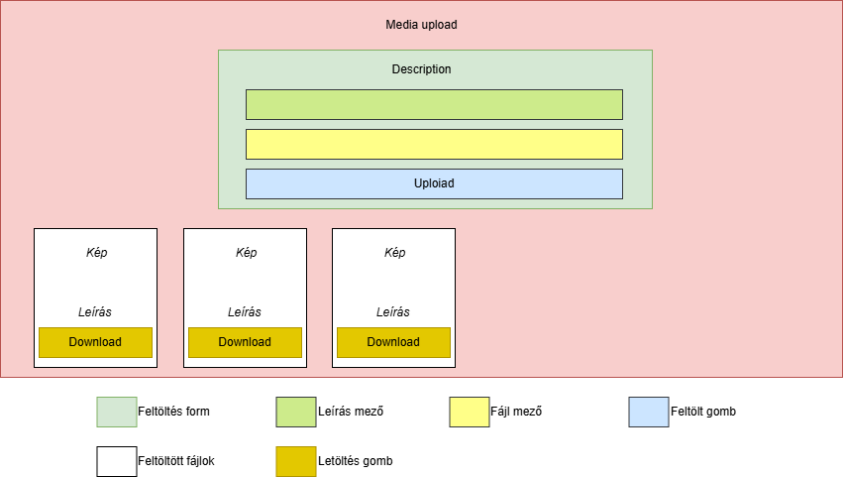 Media upload
Description
Uploiad
Kép Kép Kép
Leírás Leírás Leírás
Download Download Download
Feltöltés form Leírás mező Fájl mező Feltölt gomb
Feltöltött fájlok Letöltés gomb